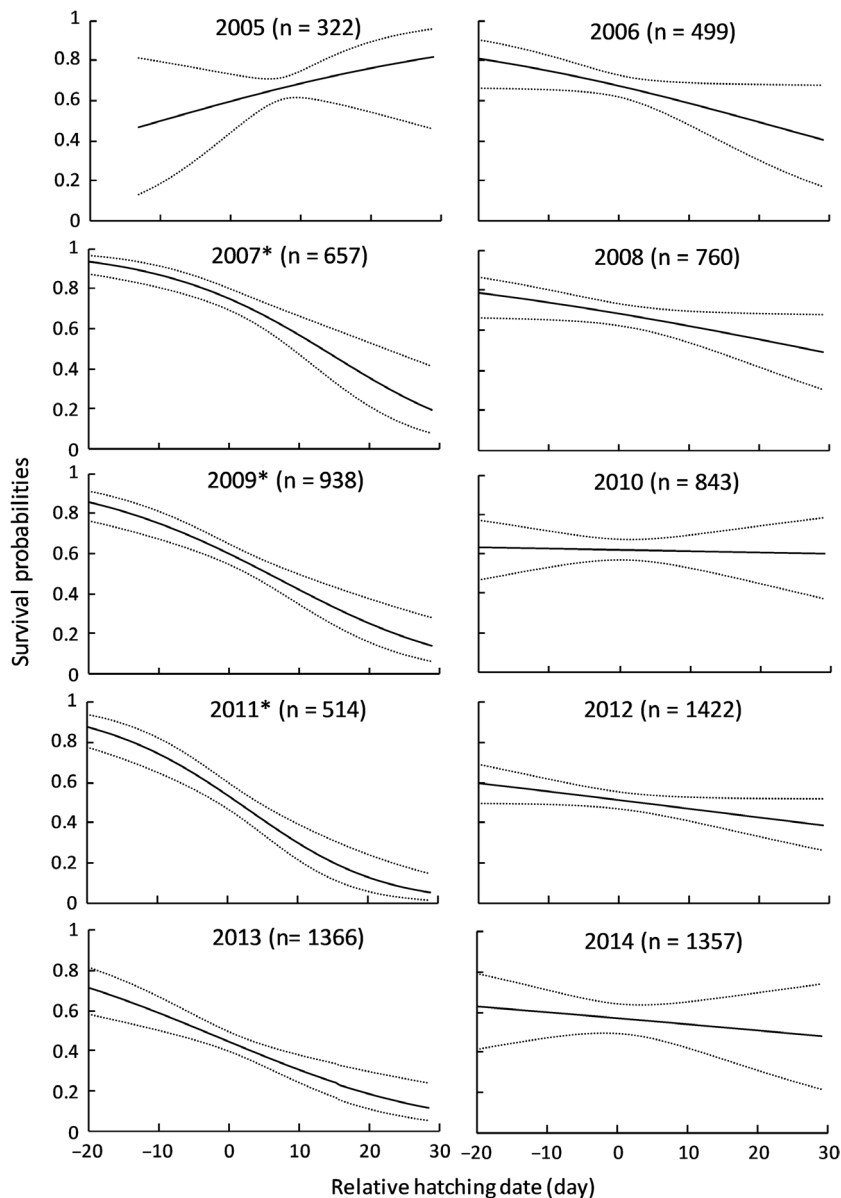 2005 (n = 322)
1
0.8
0.6
0.4
0.2
0
2006 (n = 499)
2007* (n = 657)
1
0.8
0.6
0.4
0.2
0
2008 (n = 760)
2009* (n = 938)
1
0.8
0.6
0.4
0.2
0
2010 (n = 843)
Survival probabilities
2011* (n = 514)
1
0.8
0.6
0.4
0.2
0
2012 (n = 1422)
2013 (n= 1366)
1
0.8
0.6
0.4
0.2
0
2014 (n = 1357)
−20 −10 0 10 20 30
−20 −10 0 10 20 30
Relative hatching date (day)